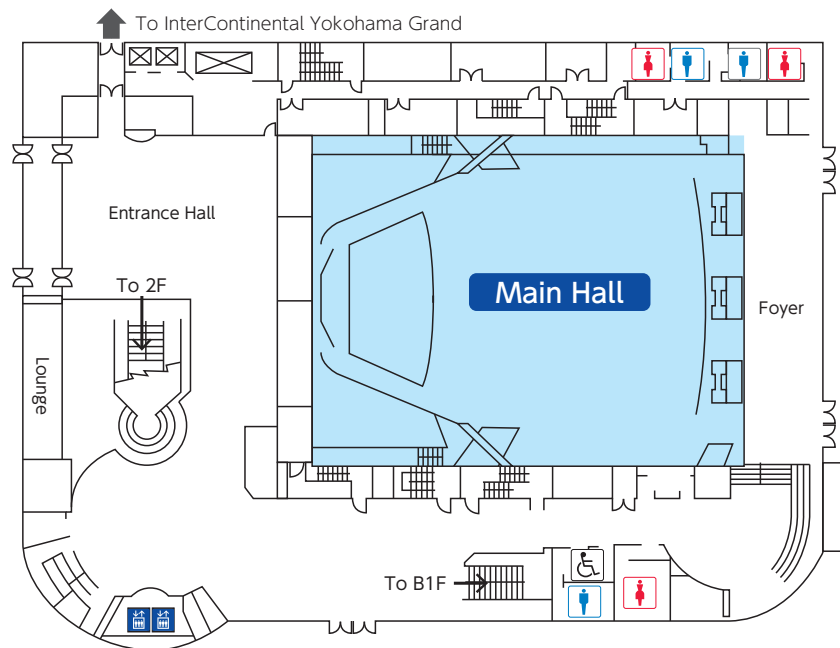 To InterContinental Yokohama Grand
Entrance Hall
To 2F
Main Hall
Foyer
Lounge
To B1F